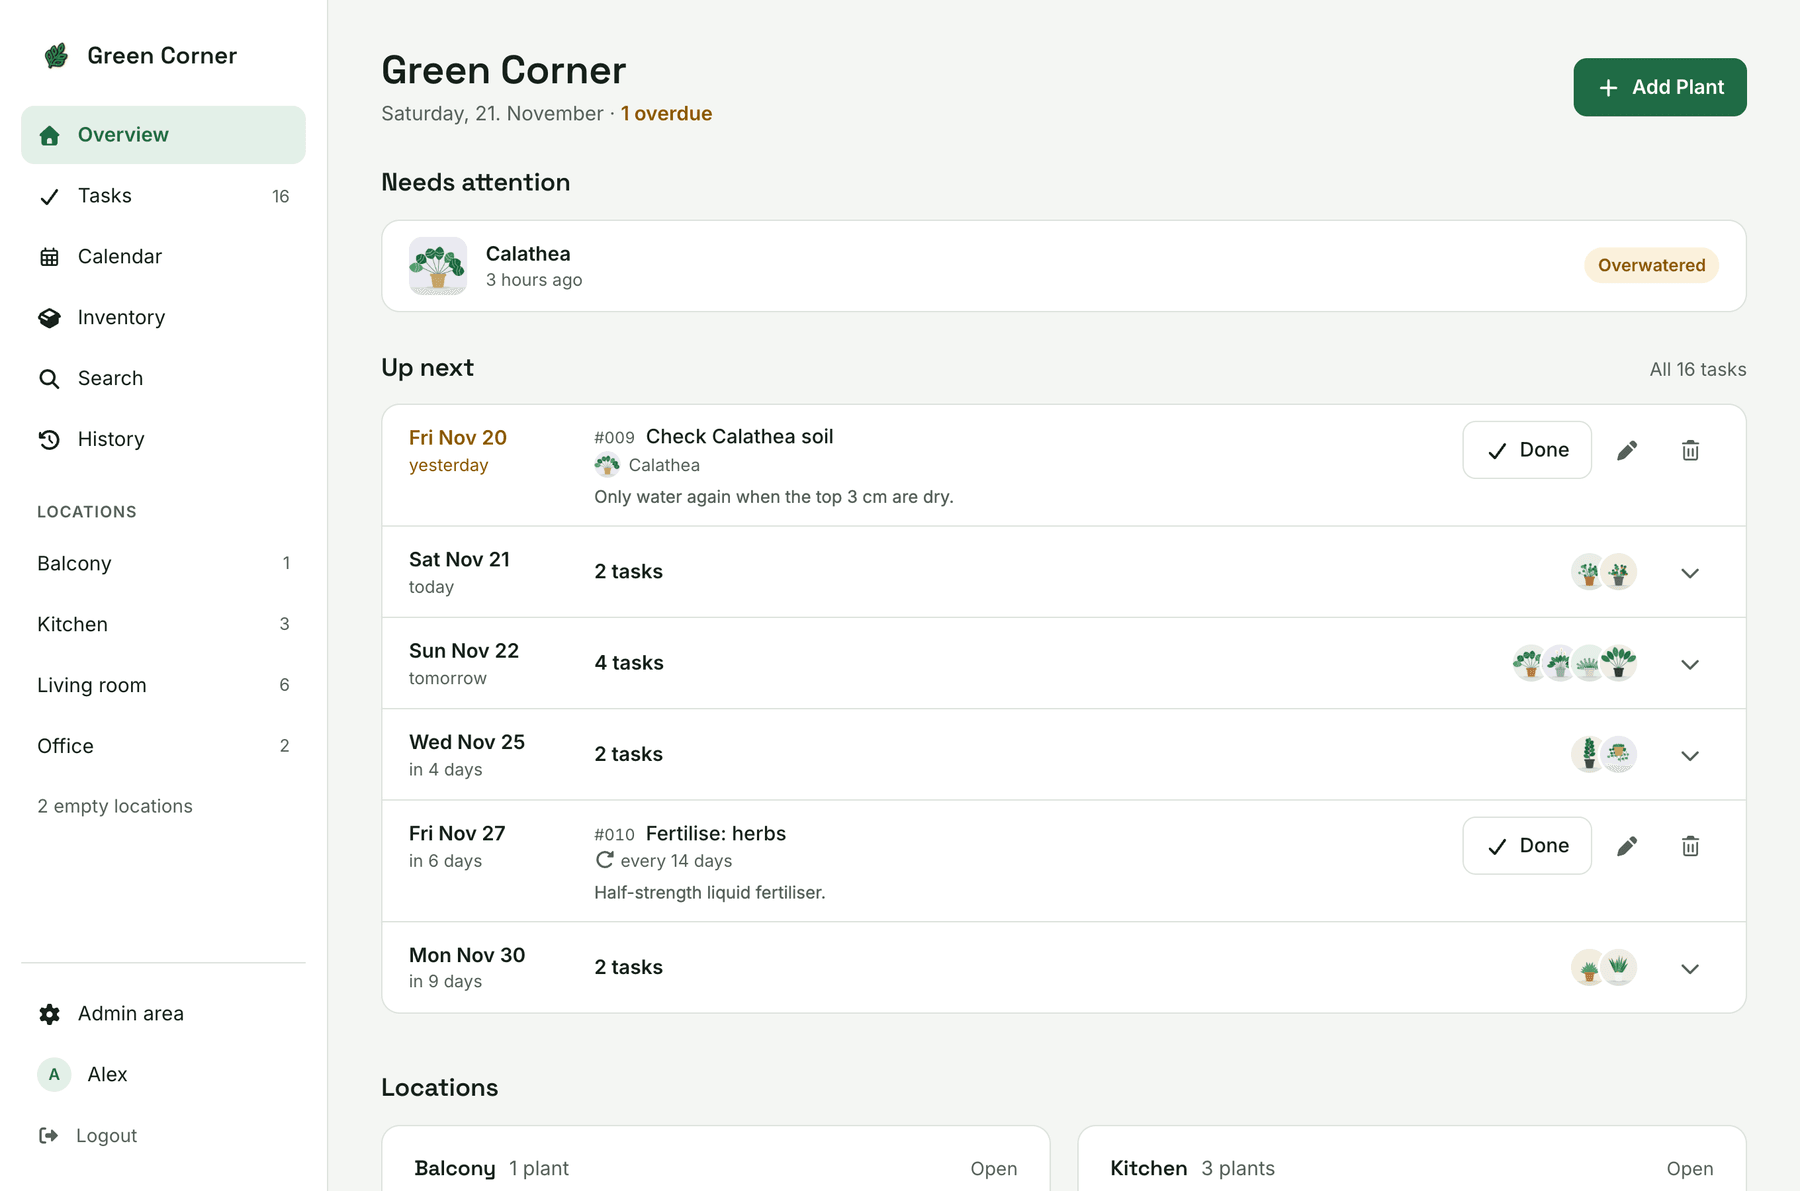 Green Corner
Overview
Tasks 16
Calendar
Inventory
Search
History
LOCATIONS
Balcony 1
Kitchen 3
Living room 6
Office 2
2 empty locations
Admin area
A Alex
Logout
Green Corner
Saturday, 21. November · 1 overdue
Add Plant
Needs attention
Calathea
3 hours ago
Overwatered
Up next
All 16 tasks
Fri Nov 20
yesterday
#009 Check Calathea soil
Calathea
Only water again when the top 3 cm are dry.
Done
Sat Nov 21
today
2 tasks
Sun Nov 22
tomorrow
4 tasks
Wed Nov 25
in 4 days
2 tasks
Fri Nov 27
in 6 days
#010 Fertilise: herbs
every 14 days
Half-strength liquid fertiliser.
Done
Mon Nov 30
in 9 days
2 tasks
Locations
Balcony 1 plant Open
Kitchen 3 plants Open